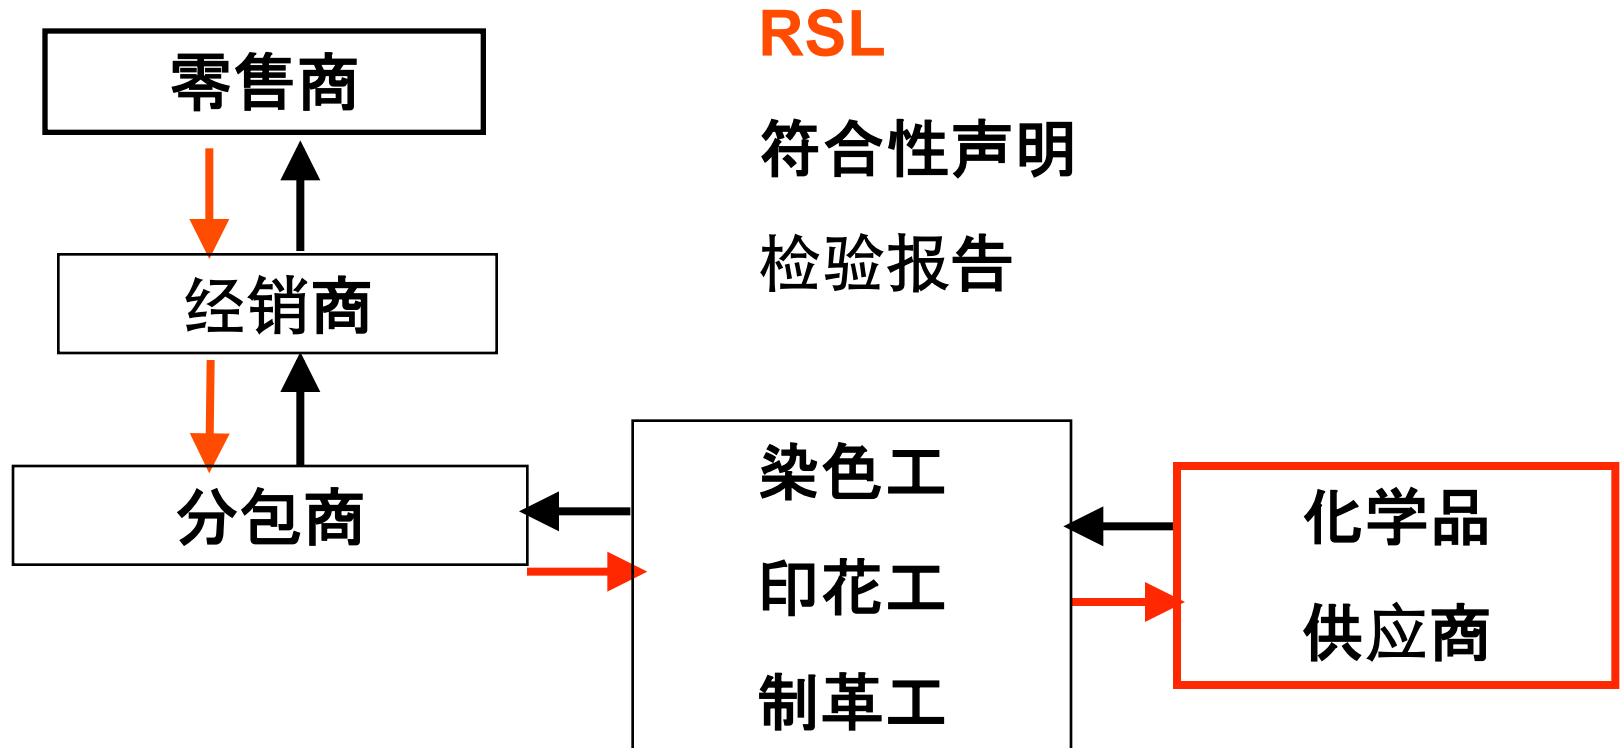 RSL
零售商
符合性声明
检验报告
经销商
分包商
染色工
印花工
制革工
化学品
供应商